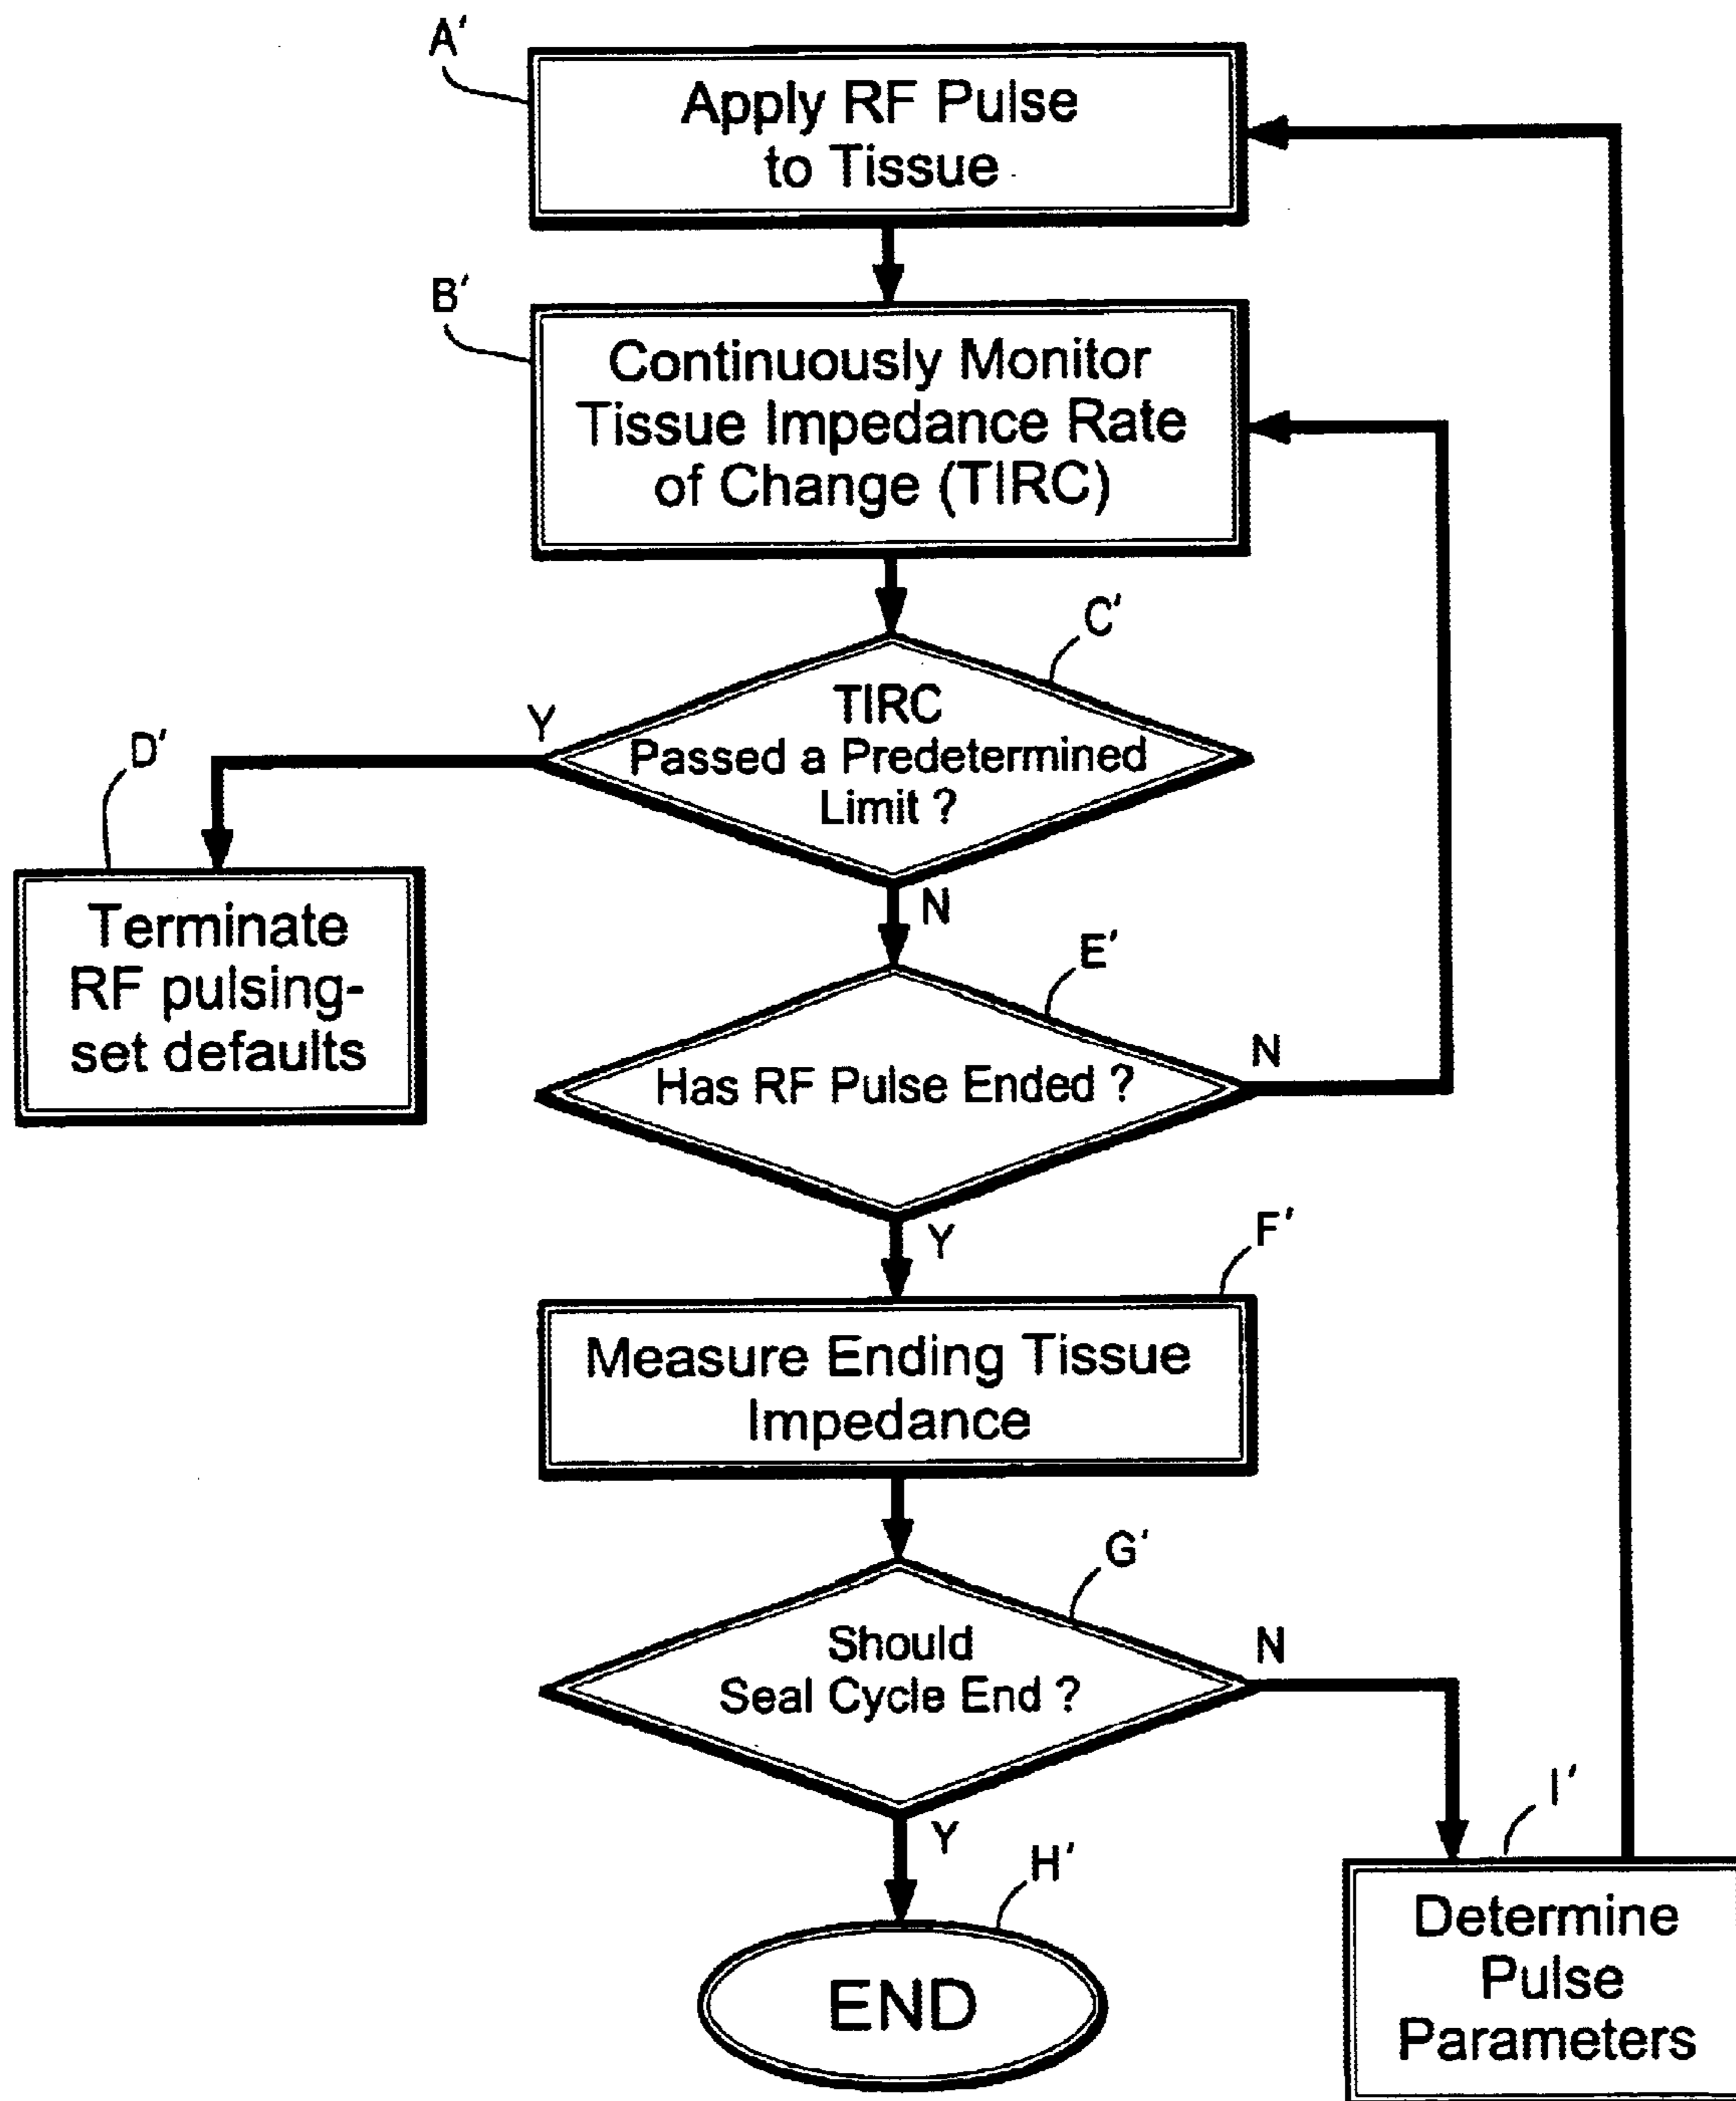 A'
Apply RF Pulse
to Tissue
B'
Continuously Monitor
Tissue Impedance Rate
of Change (TIRC)
C'
TIRC
Passed a Predetermined
Limit ?
Y
N
D'
Terminate
RF pulsing-
set defaults
E'
Has RF Pulse Ended ?
N
Y
F'
Measure Ending Tissue
Impedance
G'
Should
Seal Cycle End ?
N
Y
H'
END
I'
Determine
Pulse
Parameters